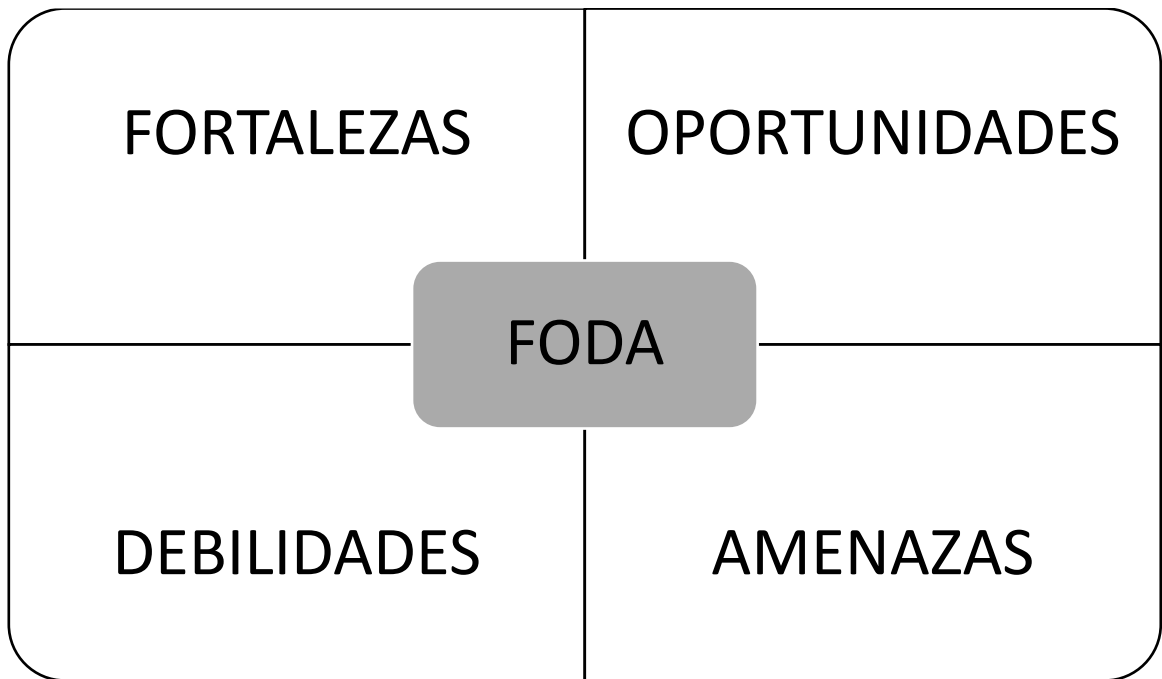 FORTALEZAS
OPORTUNIDADES
FODA
DEBILIDADES
AMENAZAS